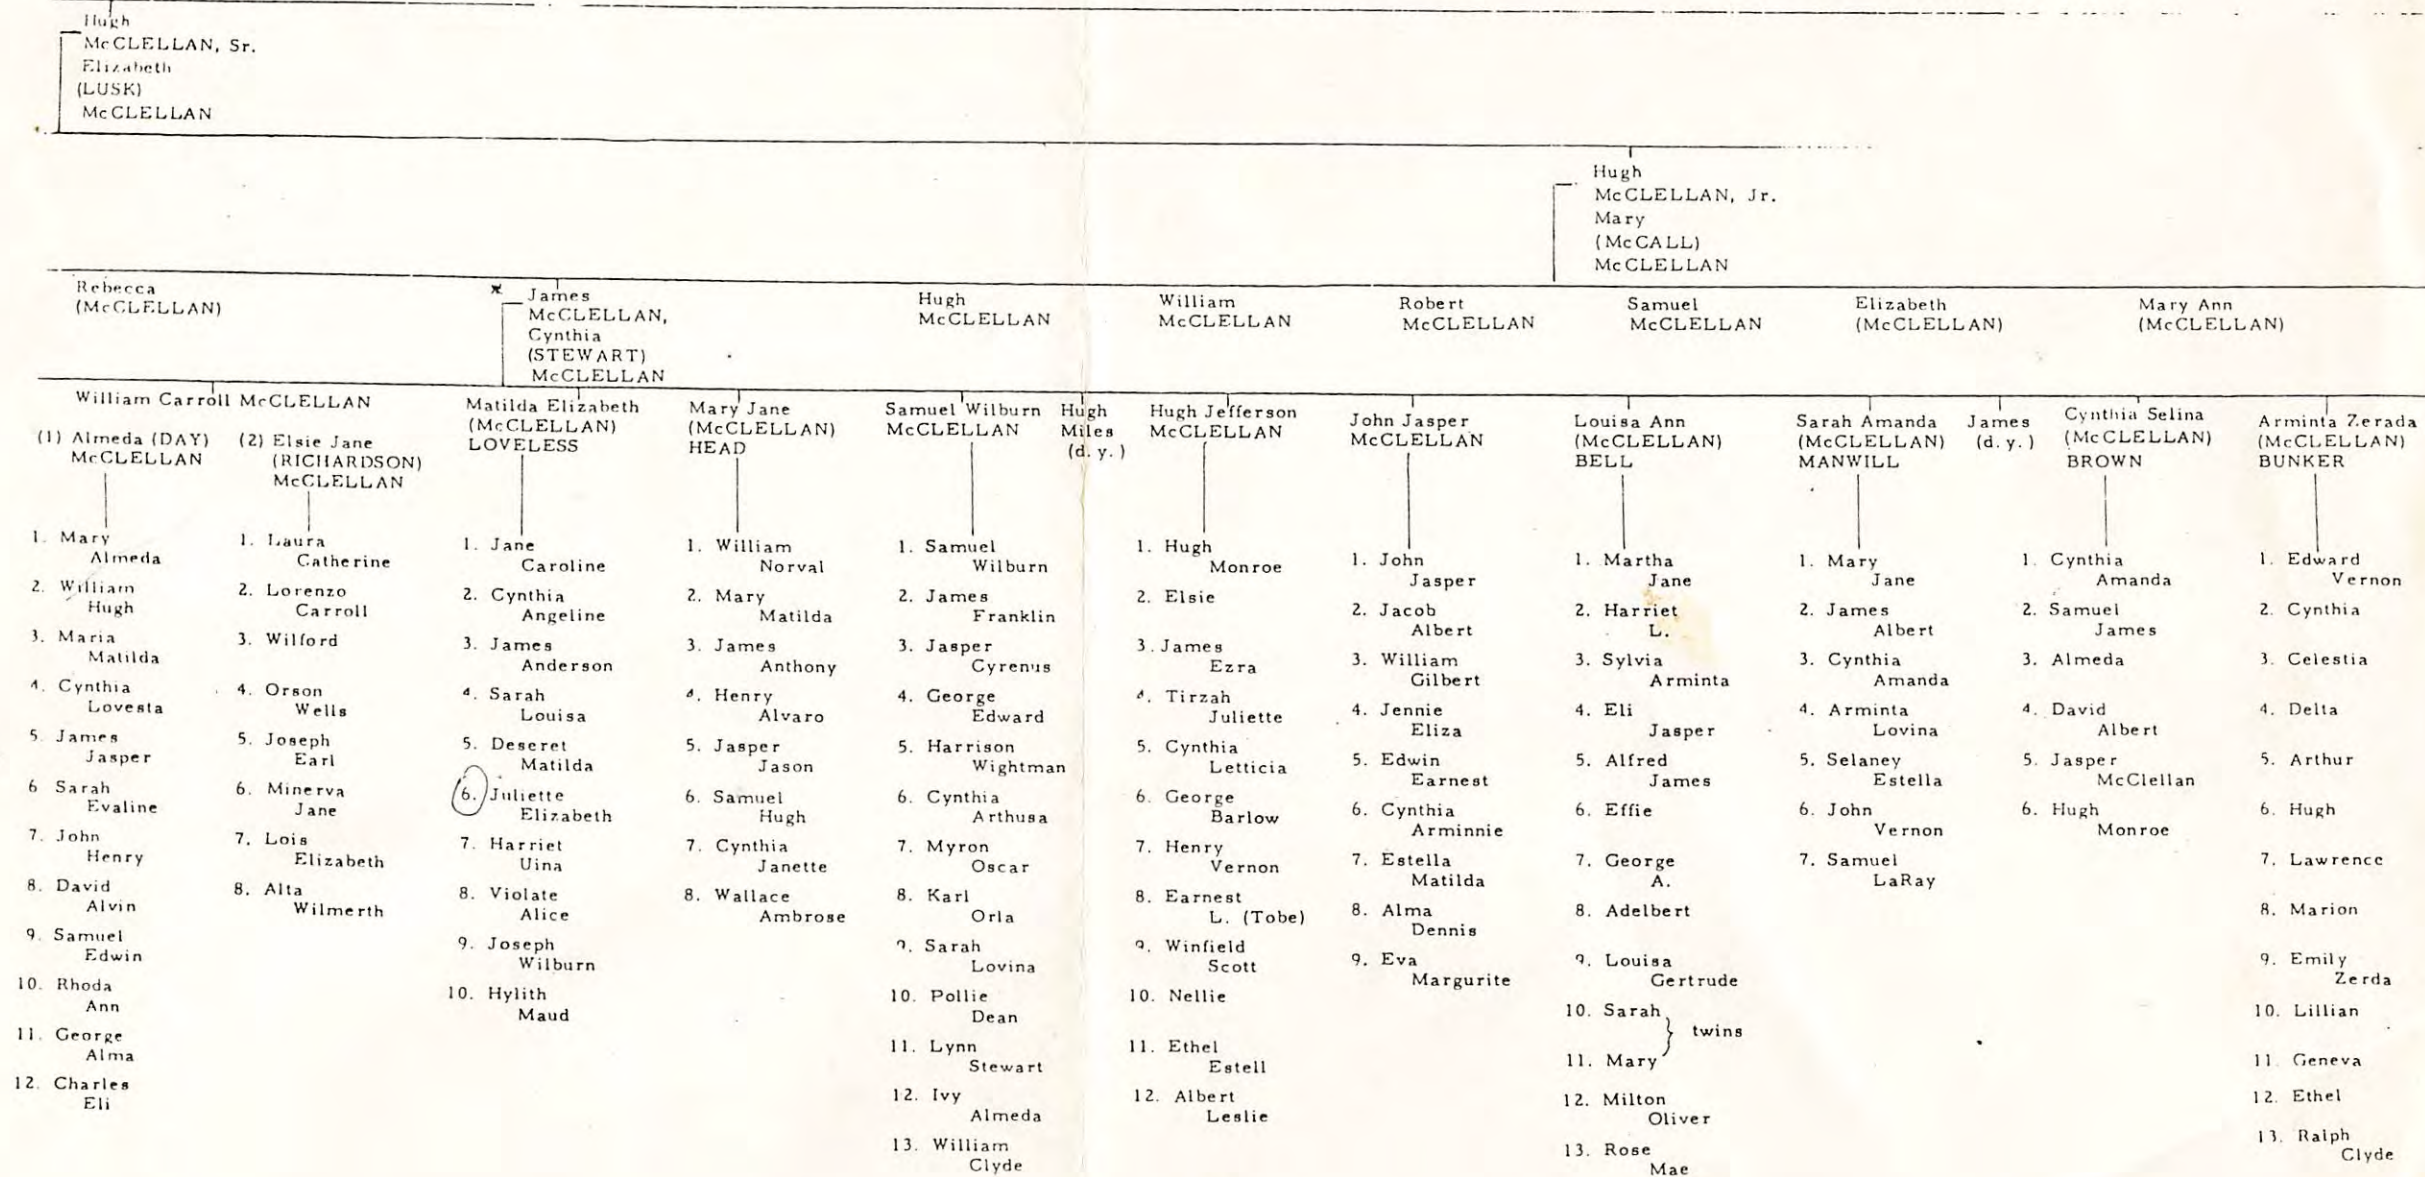 Hugh
McCLELLAN, Sr.
Elizabeth
(LUSK)
McCLELLAN
Hugh
McCLELLAN, Jr.
Mary
(McCALL)
McCLELLAN
Rebecca
(McCLELLAN)
* James
McCLELLAN,
Cynthia
(STEWART)
McCLELLAN
Hugh
McCLELLAN
William
McCLELLAN
Robert
McCLELLAN
Samuel
McCLELLAN
Elizabeth
(McCLELLAN)
Mary Ann
(McCLELLAN)
William Carroll McCLELLAN
(1) Almeda (DAY)
McCLELLAN
1. Mary
Almeda
2. William
Hugh
3. Maria
Matilda
4. Cynthia
Lovesta
5. James
Jasper
6 Sarah
Evaline
7. John
Henry
8. David
Alvin
9. Samuel
Edwin
10. Rhoda
Ann
11. George
Alma
12. Charles
Eli
(2) Elsie Jane
(RICHARDSON)
McCLELLAN
1. Laura
Catherine
2. Lorenzo
Carroll
3. Wilford
4. Orson
Wells
5. Joseph
Earl
6. Minerva
Jane
7. Lois
Elizabeth
8. Alta
Wilmerth
Matilda Elizabeth
(McCLELLAN)
LOVELESS
1. Jane
Caroline
2. Cynthia
Angeline
3. James
Anderson
4. Sarah
Louisa
5. Deseret
Matilda
6. Juliette
Elizabeth
7. Harriet
Uina
8. Violate
Alice
9. Joseph
Wilburn
10. Hylith
Maud
Mary Jane
(McCLELLAN)
HEAD
1. William
Norval
2. Mary
Matilda
3. James
Anthony
4. Henry
Alvaro
5. Jasper
Jason
6. Samuel
Hugh
7. Cynthia
Janette
8. Wallace
Ambrose
Samuel Wilburn
McCLELLAN
1. Samuel
Wilburn
2. James
Franklin
3. Jasper
Cyrenus
4. George
Edward
5. Harrison
Wightman
6. Cynthia
Arthusa
7. Myron
Oscar
8. Karl
Orla
9. Sarah
Lovina
10. Pollie
Dean
11. Lynn
Stewart
12. Ivy
Almeda
13. William
Clyde
Hugh
Miles
(d. y.)
Hugh Jefferson
McCLELLAN
1. Hugh
Monroe
2. Elsie
3. James
Ezra
4. Tirzah
Juliette
5. Cynthia
Letticia
6. George
Barlow
7. Henry
Vernon
8. Earnest
L. (Tobe)
9. Winfield
Scott
10. Nellie
11. Ethel
Estell
12. Albert
Leslie
John Jasper
McCLELLAN
1. John
Jasper
2. Jacob
Albert
3. William
Gilbert
4. Jennie
Eliza
5. Edwin
Earnest
6. Cynthia
Arminnie
7. Estella
Matilda
8. Alma
Dennis
9. Eva
Margurite
Louisa Ann
(McCLELLAN)
BELL
1. Martha
Jane
2. Harriet
L.
3. Sylvia
Arminta
4. Eli
Jasper
5. Alfred
James
6. Effie
7. George
A.
8. Adelbert
9. Louisa
Gertrude
10. Sarah
twins
11. Mary
12. Milton
Oliver
13. Rose
Mae
Sarah Amanda
(McCLELLAN)
MANWILL
1. Mary
Jane
2. James
Albert
3. Cynthia
Amanda
4. Arminta
Lovina
5. Selaney
Estella
6. John
Vernon
7. Samuel
LaRay
James
(d. y.)
Cynthia Selina
(McCLELLAN)
BROWN
1. Cynthia
Amanda
2. Samuel
James
3. Almeda
4. David
Albert
5. Jasper
McClellan
6. Hugh
Monroe
Arminta Zerada
(McCLELLAN)
BUNKER
1. Edward
Vernon
2. Cynthia
3. Celestia
4. Delta
5. Arthur
6. Hugh
7. Lawrence
8. Marion
9. Emily
Zerda
10. Lillian
11. Geneva
12. Ethel
13. Ralph
Clyde